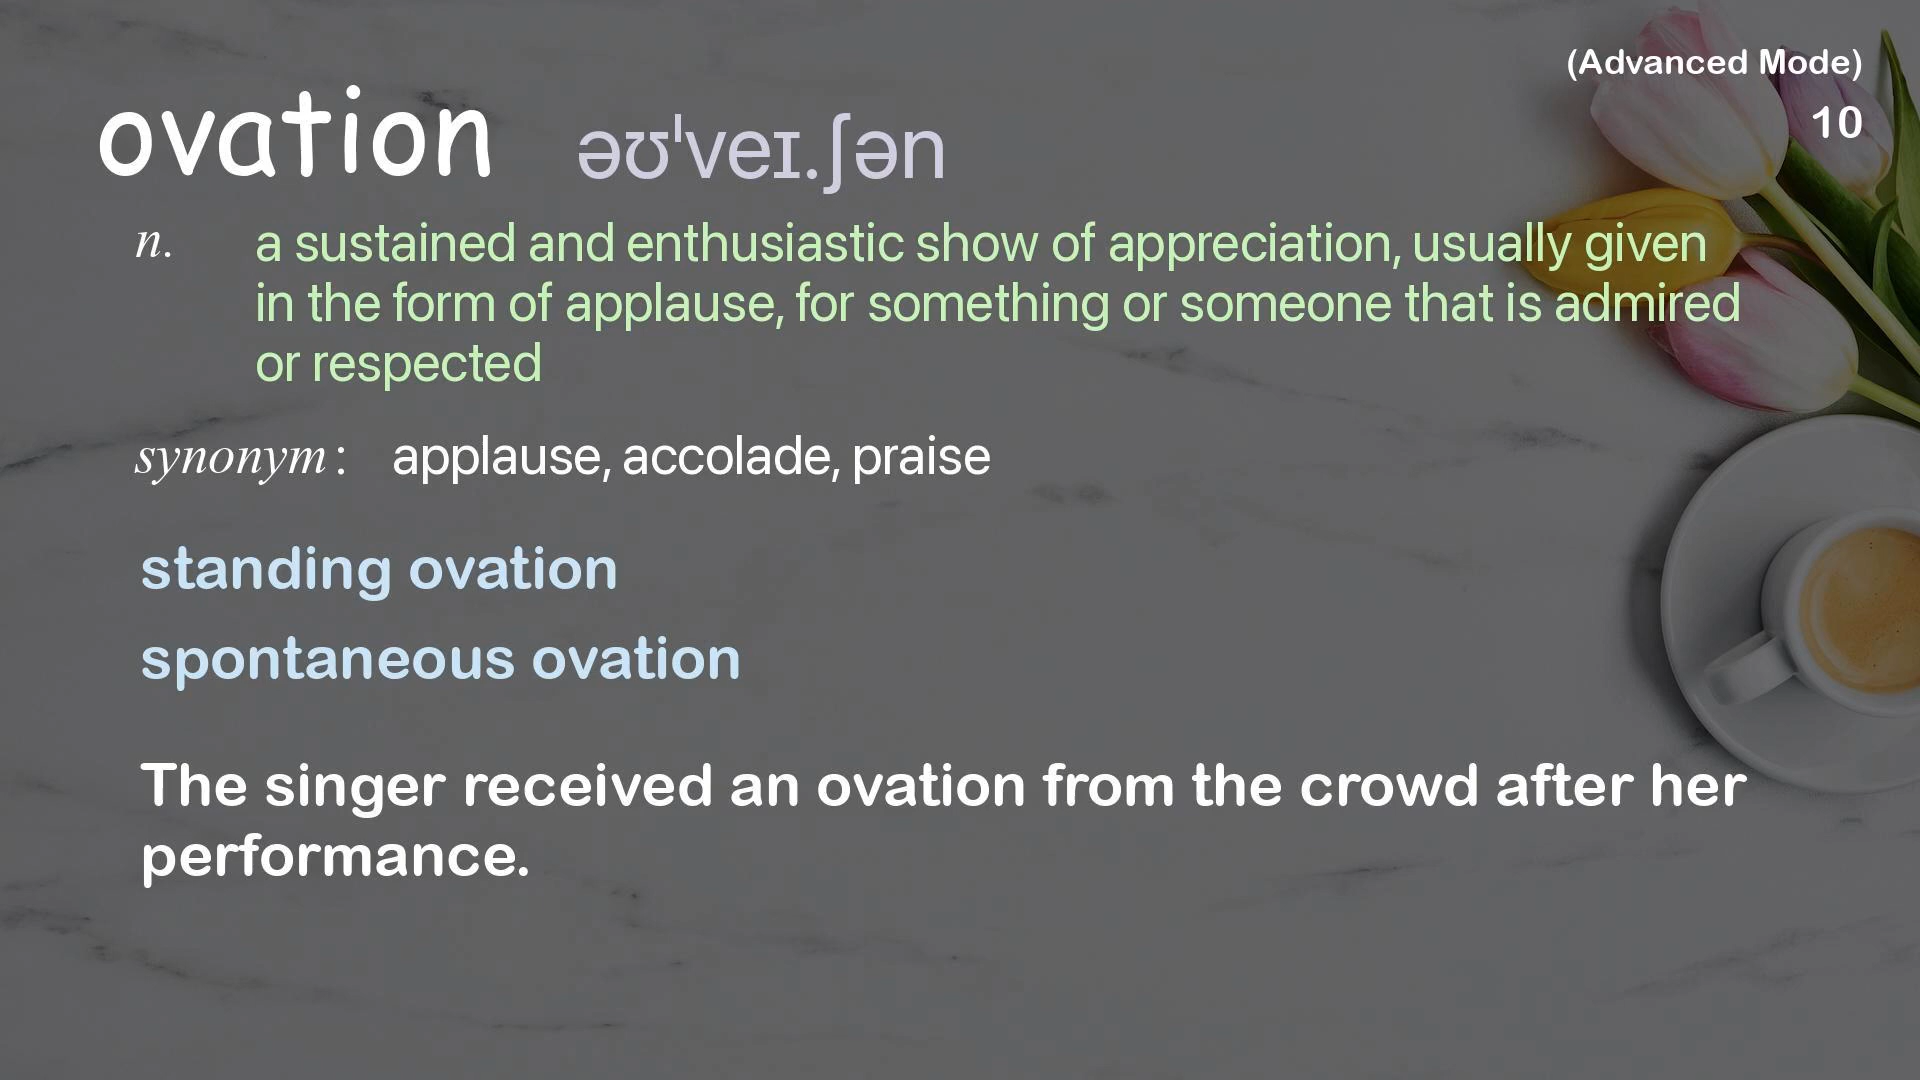 (Advanced Mode)
10
ovation əʊˈveɪ.ʃən
n. a sustained and enthusiastic show of appreciation, usually given
in the form of applause, for something or someone that is admired
or respected
synonym: applause, accolade, praise
standing ovation
spontaneous ovation
The singer received an ovation from the crowd after her
performance.